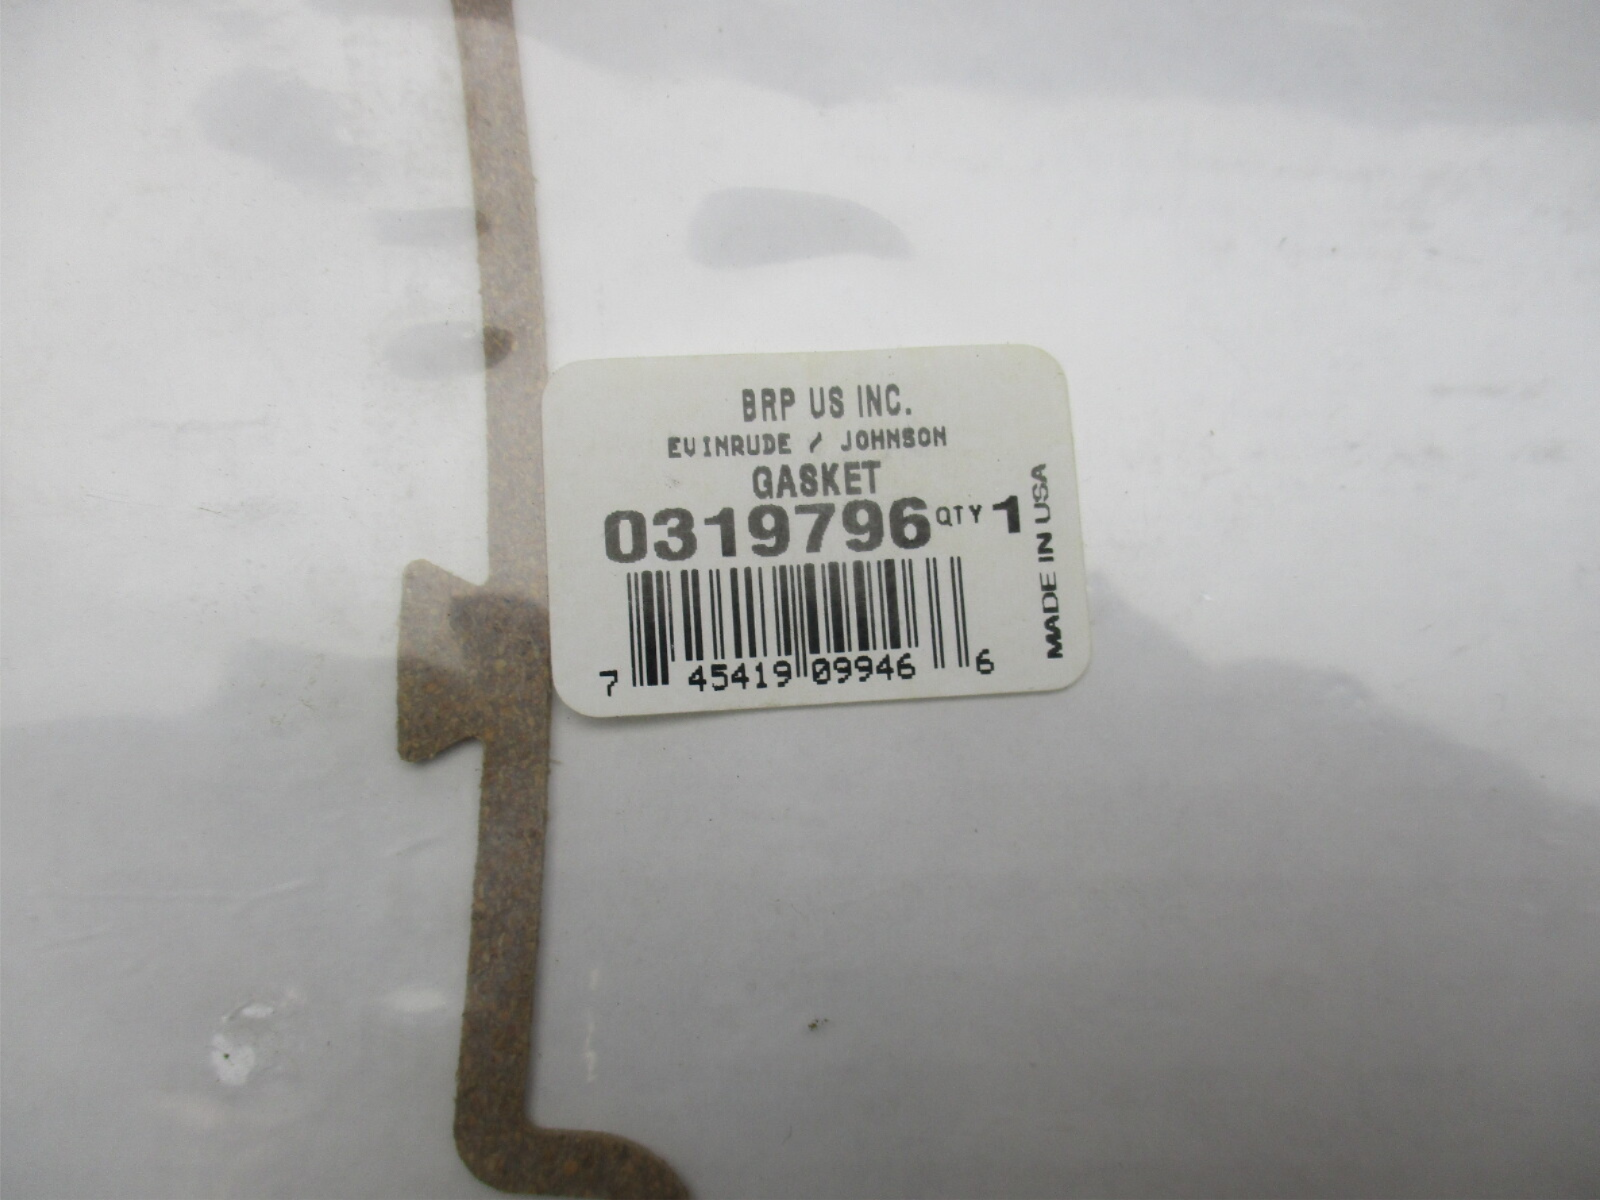 BRP US INC.
EVINRUDE / JOHNSON
GASKET
0319796 QTY 1
MADE IN USA
7 45419 09946 6